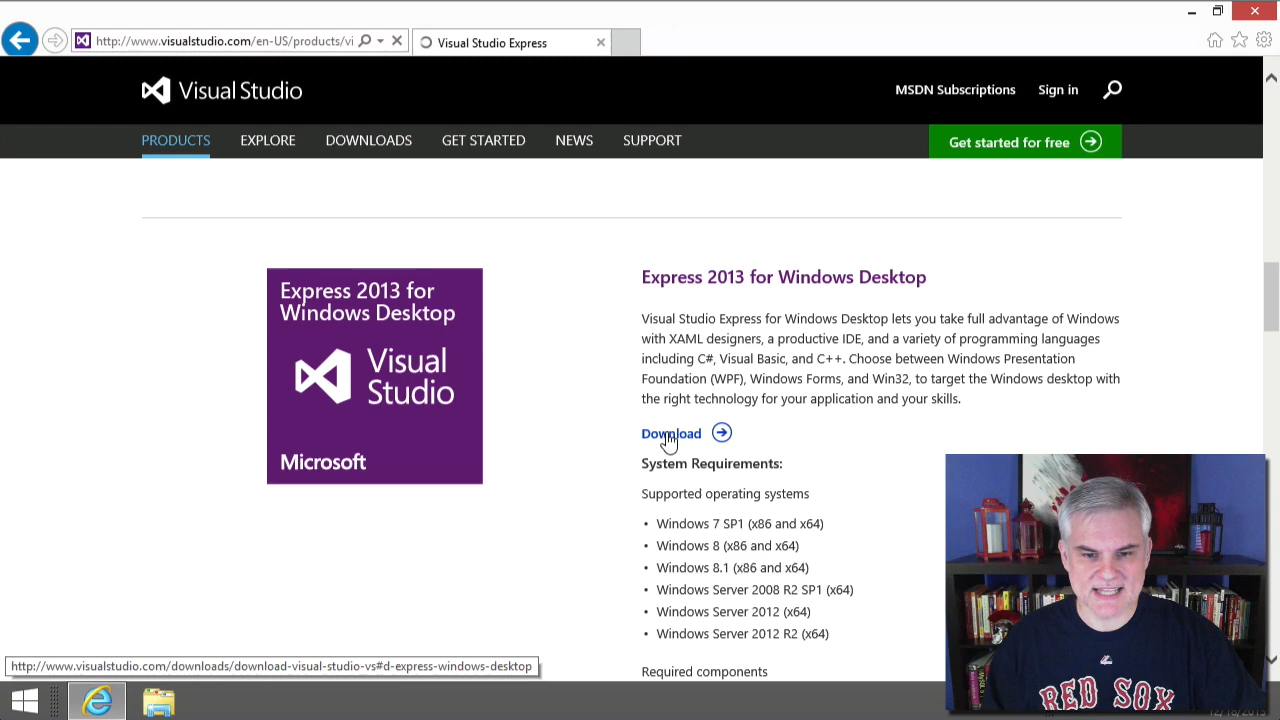 http://www.visualstudio.com/en-US/products/vi
Visual Studio Express
Visual Studio
MSDN Subscriptions
Sign in
PRODUCTS
EXPLORE
DOWNLOADS
GET STARTED
NEWS
SUPPORT
Get started for free
Express 2013 for
Windows Desktop
Visual
Studio
Microsoft
Express 2013 for Windows Desktop
Visual Studio Express for Windows Desktop lets you take full advantage of Windows
with XAML designers, a productive IDE, and a variety of programming languages
including C#, Visual Basic, and C++. Choose between Windows Presentation
Foundation (WPF), Windows Forms, and Win32, to target the Windows desktop with
the right technology for your application and your skills.
Download
System Requirements:
Supported operating systems
• Windows 7 SP1 (x86 and x64)
• Windows 8 (x86 and x64)
• Windows 8.1 (x86 and x64)
• Windows Server 2008 R2 SP1 (x64)
• Windows Server 2012 (x64)
• Windows Server 2012 R2 (x64)
Required components
http://www.visualstudio.com/downloads/download-visual-studio-vs#d-express-windows-desktop
RED SOX